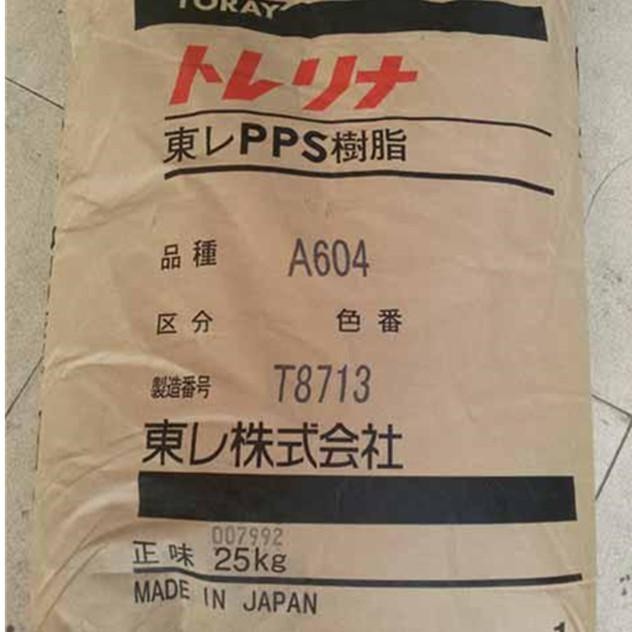 TORAY
トレリナ
東レPPS樹脂
品種 A604
区分 色番
製造番号 T8713
東レ株式会社
007992
正味 25kg
MADE IN JAPAN
1